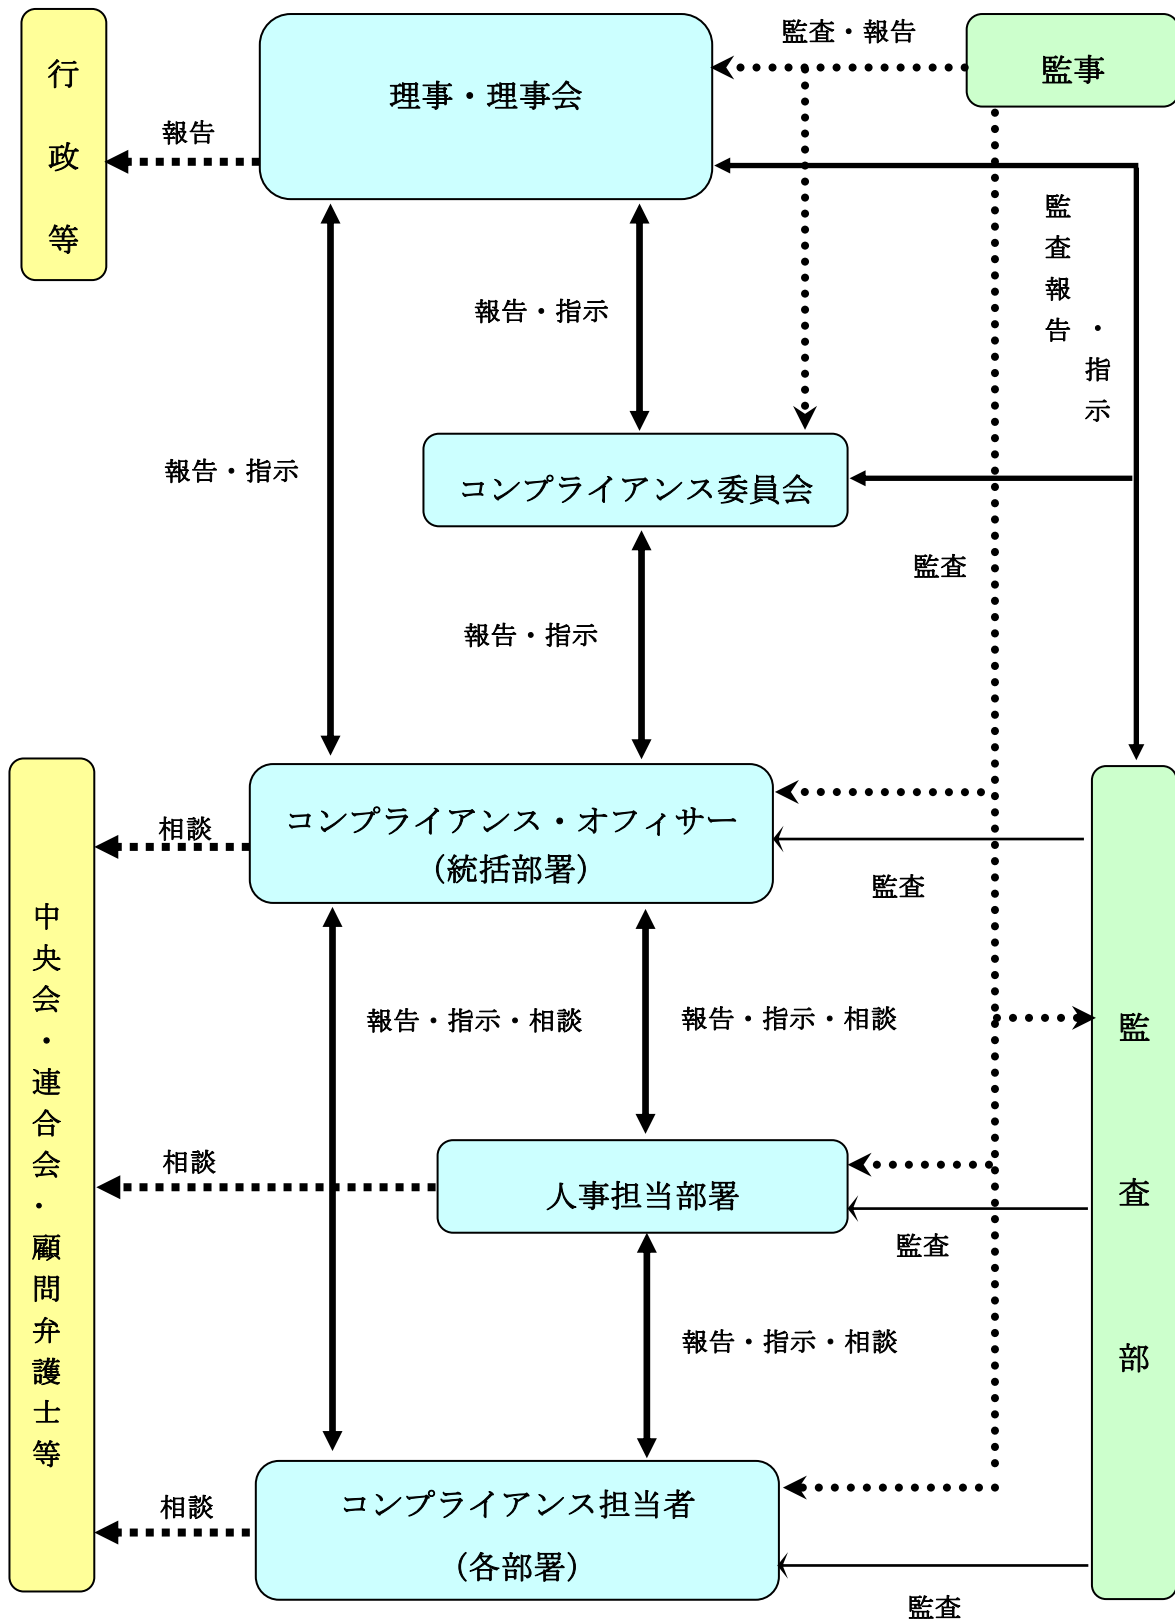 行政等
報告
理事・理事会
監査・報告
監事
監査報告
・指示
報告・指示
報告・指示
コンプライアンス委員会
監査
報告・指示
コンプライアンス・オフィサー
（統括部署）
相談
監査
中央会・連合会・顧問弁護士等
報告・指示・相談
報告・指示・相談
監査部
相談
人事担当部署
監査
報告・指示・相談
相談
コンプライアンス担当者
（各部署）
監査